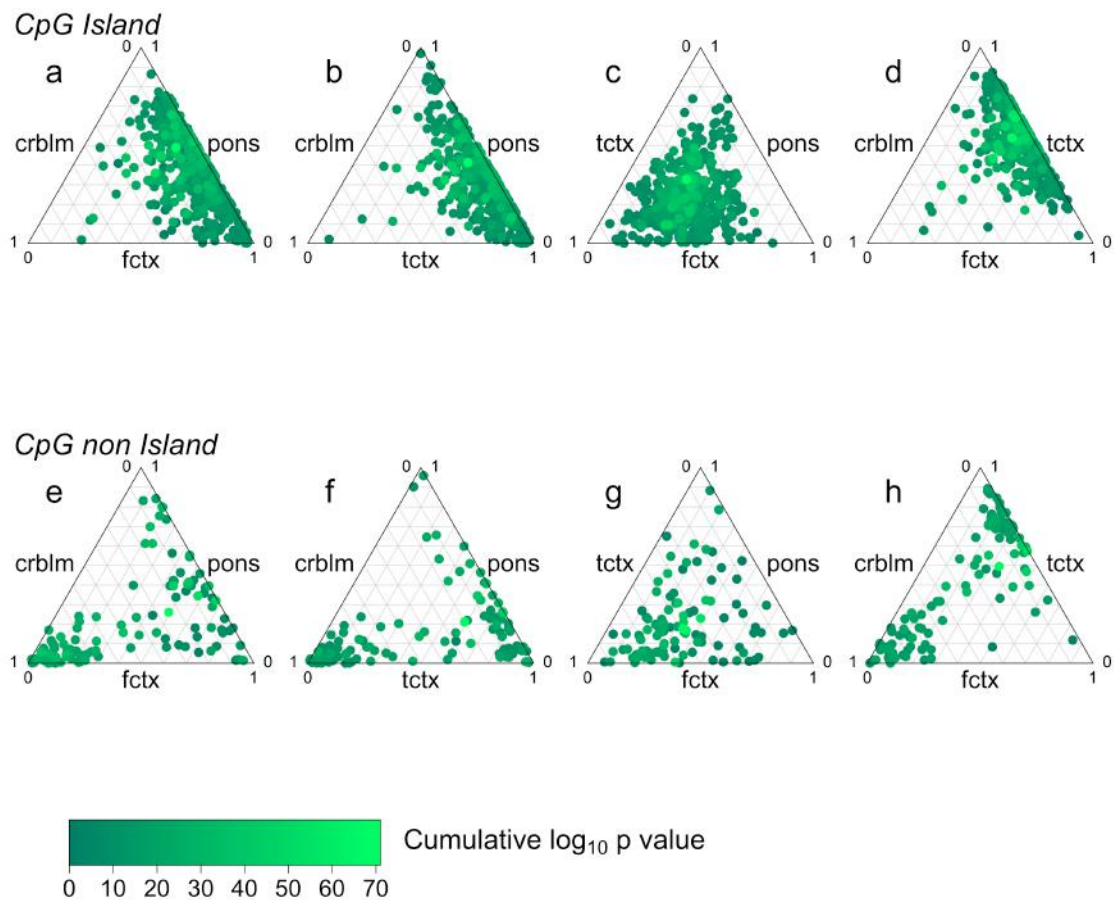 CpG Island
0 1 0 1 0 1 0 1
a b c d
crblm pons crblm pons tctx pons crblm tctx
1 0 1 0 1 0 1 0
0 fctx 1 0 tctx 1 0 fctx 1 0 fctx 1
CpG non Island
0 1 0 1 0 1 0 1
e f g h
crblm pons crblm pons tctx pons crblm tctx
1 0 1 0 1 0 1 0
0 fctx 1 0 tctx 1 0 fctx 1 0 fctx 1
Cumulative log₁₀ p value
0 10 20 30 40 50 60 70